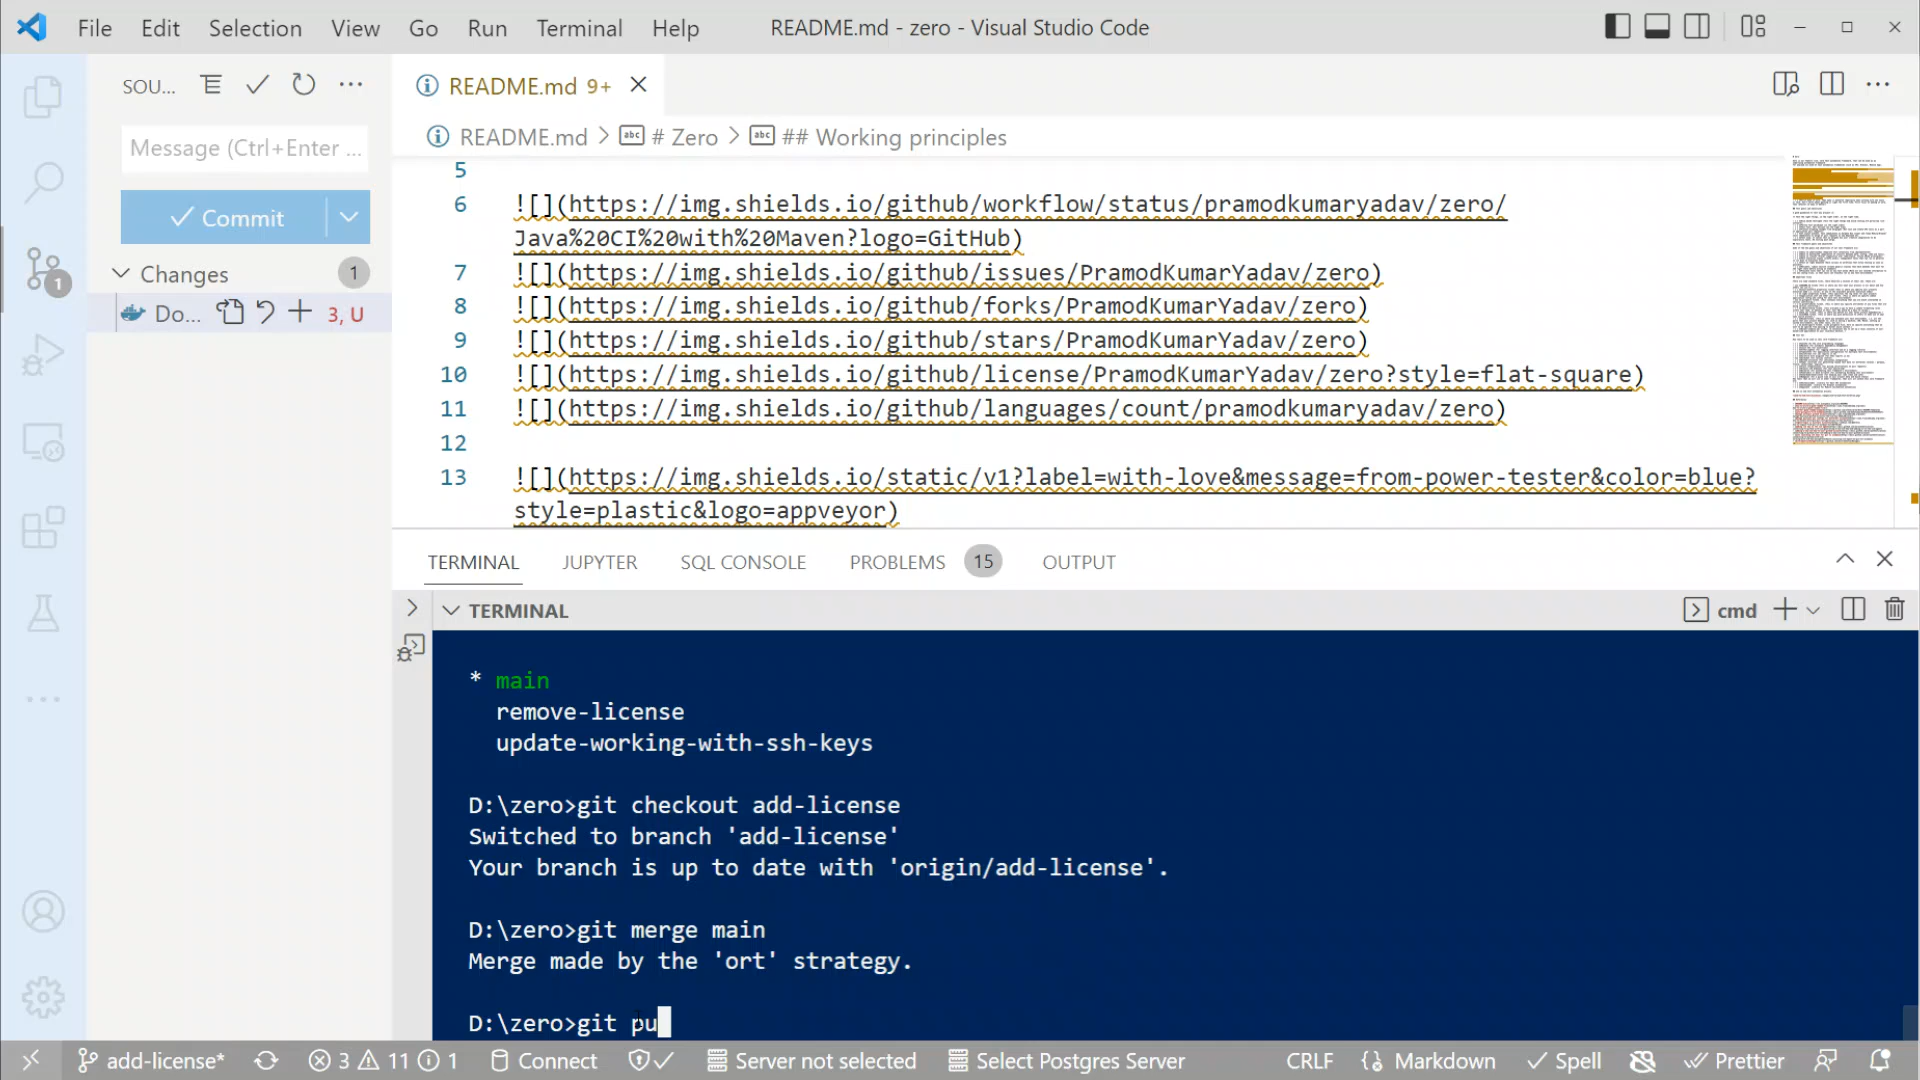 File Edit Selection View Go Run Terminal Help README.md - zero - Visual Studio Code
SOU...
README.md 9+
Message (Ctrl+Enter ...
README.md > # Zero > ## Working principles
Commit
Changes 1
Do... 3, U
1
5
6 ![](https://img.shields.io/github/workflow/status/pramodkumaryadav/zero/
Java%20CI%20with%20Maven?logo=GitHub)
7 ![](https://img.shields.io/github/issues/PramodKumarYadav/zero)
8 ![](https://img.shields.io/github/forks/PramodKumarYadav/zero)
9 ![](https://img.shields.io/github/stars/PramodKumarYadav/zero)
10 ![](https://img.shields.io/github/license/PramodKumarYadav/zero?style=flat-square)
11 ![](https://img.shields.io/github/languages/count/pramodkumaryadav/zero)
12
13 ![](https://img.shields.io/static/v1?label=with-love&message=from-power-tester&color=blue?
style=plastic&logo=appveyor)
TERMINAL JUPYTER SQL CONSOLE PROBLEMS 15 OUTPUT
TERMINAL cmd
* main
remove-license
update-working-with-ssh-keys
D:\zero>git checkout add-license
Switched to branch 'add-license'
Your branch is up to date with 'origin/add-license'.
D:\zero>git merge main
Merge made by the 'ort' strategy.
D:\zero>git pu
add-license* 3 11 1 Connect Server not selected Select Postgres Server CRLF Markdown Spell Prettier